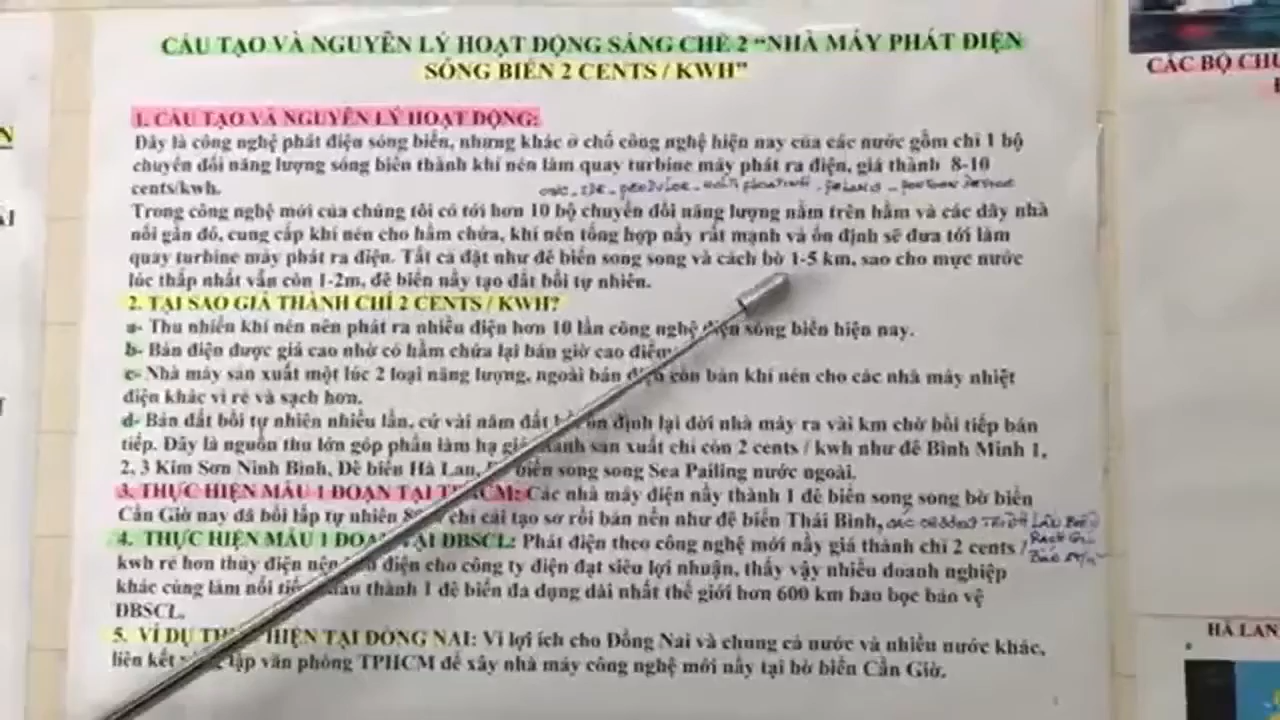 CẤU TẠO VÀ NGUYÊN LÝ HOẠT ĐỘNG SÁNG CHẾ 2 “NHÀ MÁY PHÁT ĐIỆN
SÓNG BIỂN 2 CENTS / KWH”
1. CẤU TẠO VÀ NGUYÊN LÝ HOẠT ĐỘNG:
Đây là công nghệ phát điện sóng biển, nhưng khác ở chỗ công nghệ hiện nay của các nước gồm chỉ 1 bộ
chuyển đổi năng lượng sóng biển thành khí nén làm quay turbine máy phát ra điện, giá thành 8-10
cents/kwh.
Trong công nghệ mới của chúng tôi có tới hơn 10 bộ chuyển đổi năng lượng nằm trên hầm và các dãy nhà
nối gần đó, cung cấp khí nén cho hầm chứa, khí nén tổng hợp nầy rất mạnh và ổn định sẽ đưa tới làm
quay turbine máy phát ra điện. Tất cả đặt như đê biển song song và cách bờ 1-5 km, sao cho mực nước
lúc thấp nhất vẫn còn 1-2m, đê biển nầy tạo đất bồi tự nhiên.
2. TẠI SAO GIÁ THÀNH CHỈ 2 CENTS / KWH?
a- Thu nhiều khí nén nên phát ra nhiều điện hơn 10 lần công nghệ điện sóng biển hiện nay.
b- Bán điện được giá cao nhờ có hầm chứa lại bán giờ cao điểm.
c- Nhà máy sản xuất một lúc 2 loại năng lượng, ngoài bán điện còn bán khí nén cho các nhà máy nhiệt
điện khác vì rẻ và sạch hơn.
d- Bán đất bồi tự nhiên nhiều lần, cứ vài năm đất ổn định lại dời nhà máy ra vài km chờ bồi tiếp bán
tiếp. Đây là nguồn thu lớn góp phần làm hạ giá thành sản xuất chỉ còn 2 cents / kwh như đê Bình Minh 1,
2, 3 Kim Sơn Ninh Bình, Đê biển Hà Lan, biển song song Sea Pailing nước ngoài.
3. THỰC HIỆN MẪU 1 ĐOẠN TẠI TPHCM: Các nhà máy điện nầy thành 1 đê biển song song bờ biển
Cần Giờ nay đã bồi lắp tự nhiên chỉ cải tạo sơ rồi bán nền như đê biển Thái Bình,
4. THỰC HIỆN MẪU 1 ĐOẠN TẠI ĐBSCL: Phát điện theo công nghệ mới nầy giá thành chỉ 2 cents / Rạch Giá
kwh rẻ hơn thủy điện nên điện cho công ty điện đạt siêu lợi nhuận, thấy vậy nhiều doanh nghiệp
khác cùng làm nối thành 1 đê biển đa dụng dài nhất thế giới hơn 600 km bao bọc bảo vệ
ĐBSCL.
5. VÍ DỤ THỰC HIỆN TẠI ĐỒNG NAI: Vì lợi ích cho Đồng Nai và chung cả nước và nhiều nước khác,
liên kết lập văn phòng TPHCM để xây nhà máy công nghệ mới nầy tại bờ biển Cần Giờ.
CÁC BỘ
HÀ LAN